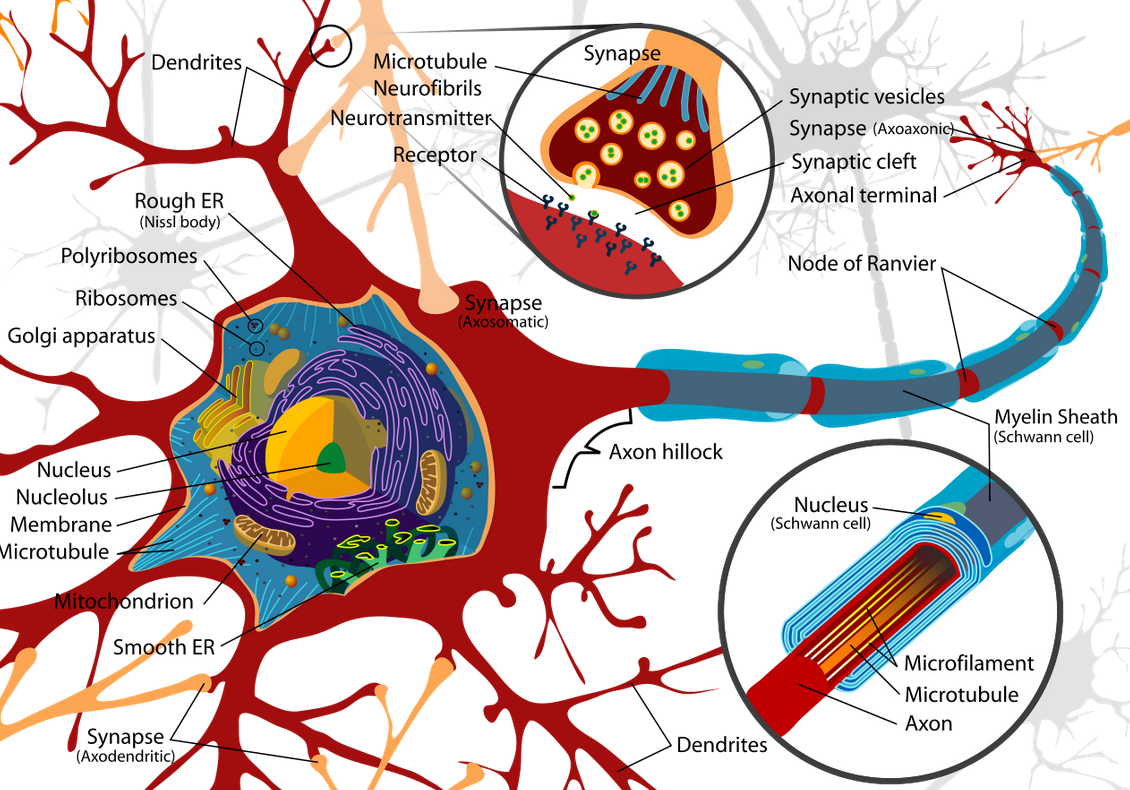 Dendrites
Microtubule
Neurofibrils
Neurotransmitter
Receptor
Synapse
Synaptic vesicles
Synapse (Axoaxonic)
Synaptic cleft
Axonal terminal
Rough ER
(Nissl body)
Polyribosomes
Ribosomes
Golgi apparatus
Synapse
(Axosomatic)
Node of Ranvier
Myelin Sheath
(Schwann cell)
Axon hillock
Nucleus
Nucleolus
Membrane
Microtubule
Mitochondrion
Smooth ER
Synapse
(Axodendritic)
Dendrites
Nucleus
(Schwann cell)
Microfilament
Microtubule
Axon